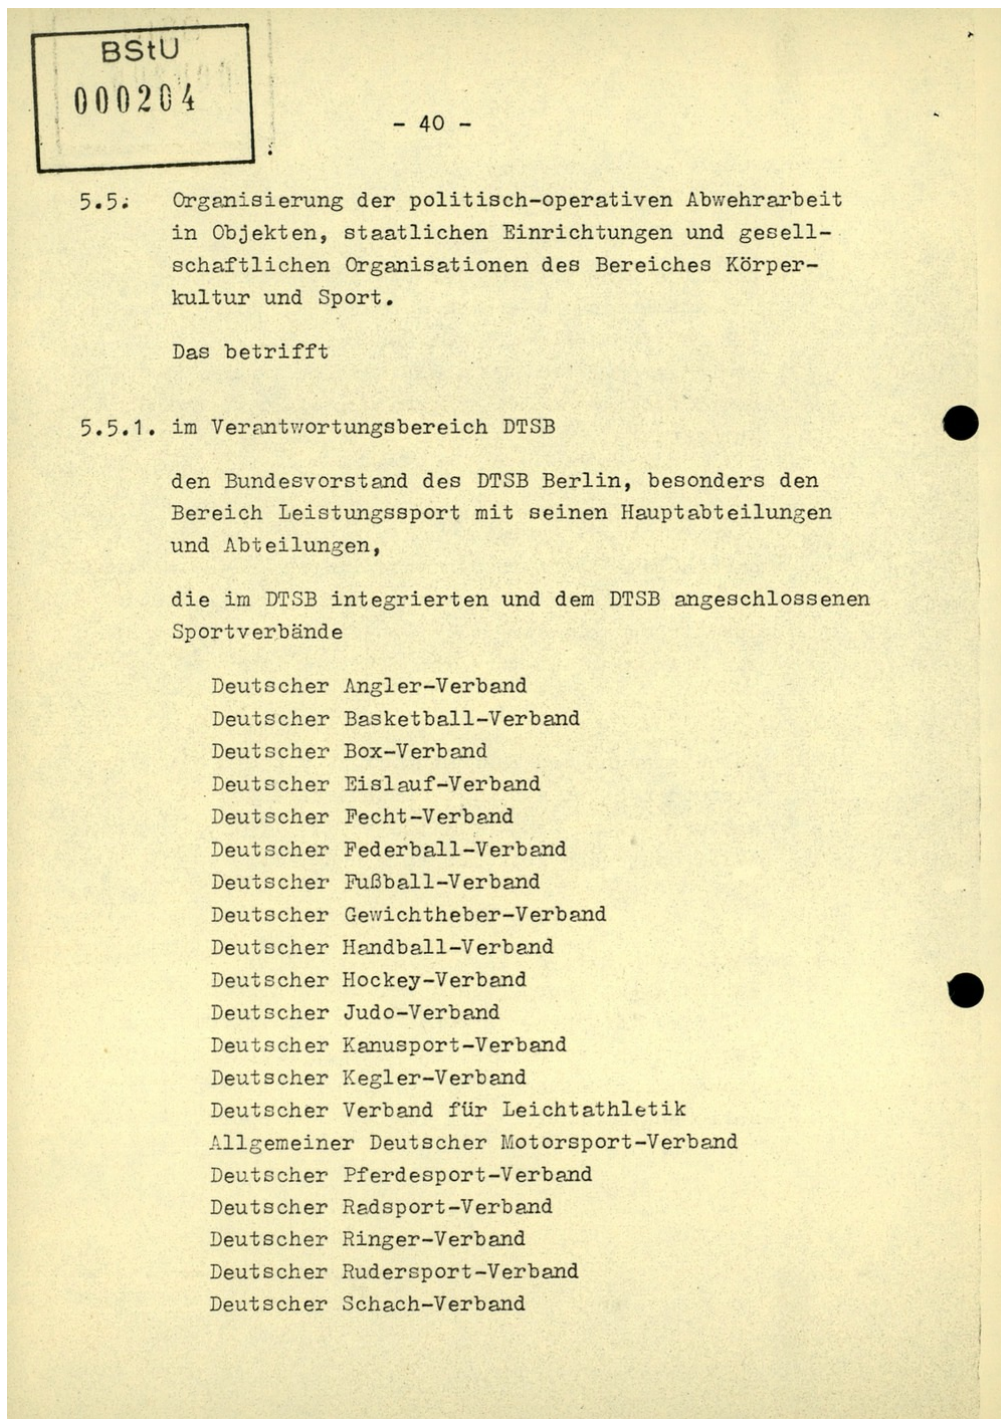 BStU
000204
- 40 -
5.5. Organisierung der politisch-operativen Abwehrarbeit
in Objekten, staatlichen Einrichtungen und gesell-
schaftlichen Organisationen des Bereiches Körper-
kultur und Sport.
Das betrifft
5.5.1. im Verantwortungsbereich DTSB
den Bundesvorstand des DTSB Berlin, besonders den
Bereich Leistungssport mit seinen Hauptabteilungen
und Abteilungen,
die im DTSB integrierten und dem DTSB angeschlossenen
Sportverbände
Deutscher Angler-Verband
Deutscher Basketball-Verband
Deutscher Box-Verband
Deutscher Eislauf-Verband
Deutscher Fecht-Verband
Deutscher Federball-Verband
Deutscher Fußball-Verband
Deutscher Gewichtheber-Verband
Deutscher Handball-Verband
Deutscher Hockey-Verband
Deutscher Judo-Verband
Deutscher Kanusport-Verband
Deutscher Kegler-Verband
Deutscher Verband für Leichtathletik
Allgemeiner Deutscher Motorsport-Verband
Deutscher Pferdesport-Verband
Deutscher Radsport-Verband
Deutscher Ringer-Verband
Deutscher Rudersport-Verband
Deutscher Schach-Verband